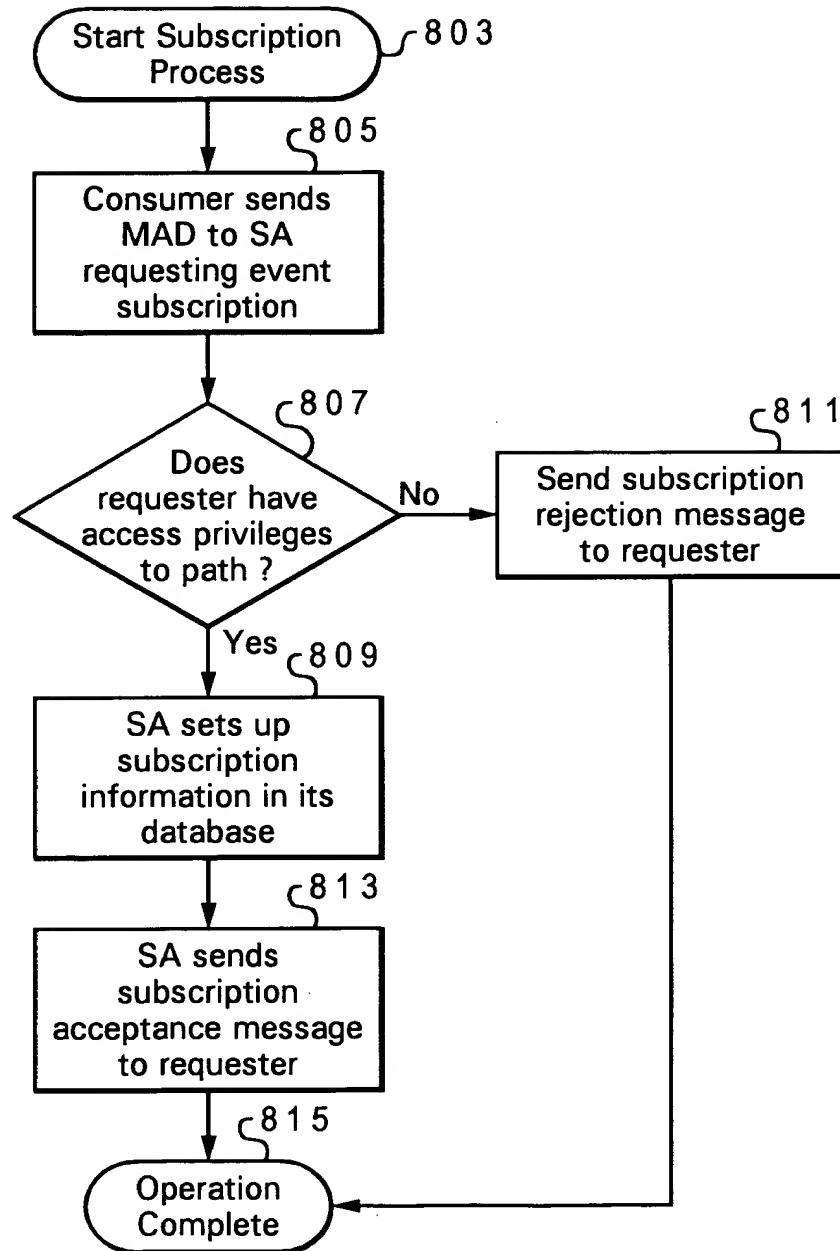 Start Subscription
Process
803
805
Consumer sends
MAD to SA
requesting event
subscription
807
Does
requester have
access privileges
to path ?
No
811
Send subscription
rejection message
to requester
Yes
809
SA sets up
subscription
information in its
database
813
SA sends
subscription
acceptance message
to requester
815
Operation
Complete